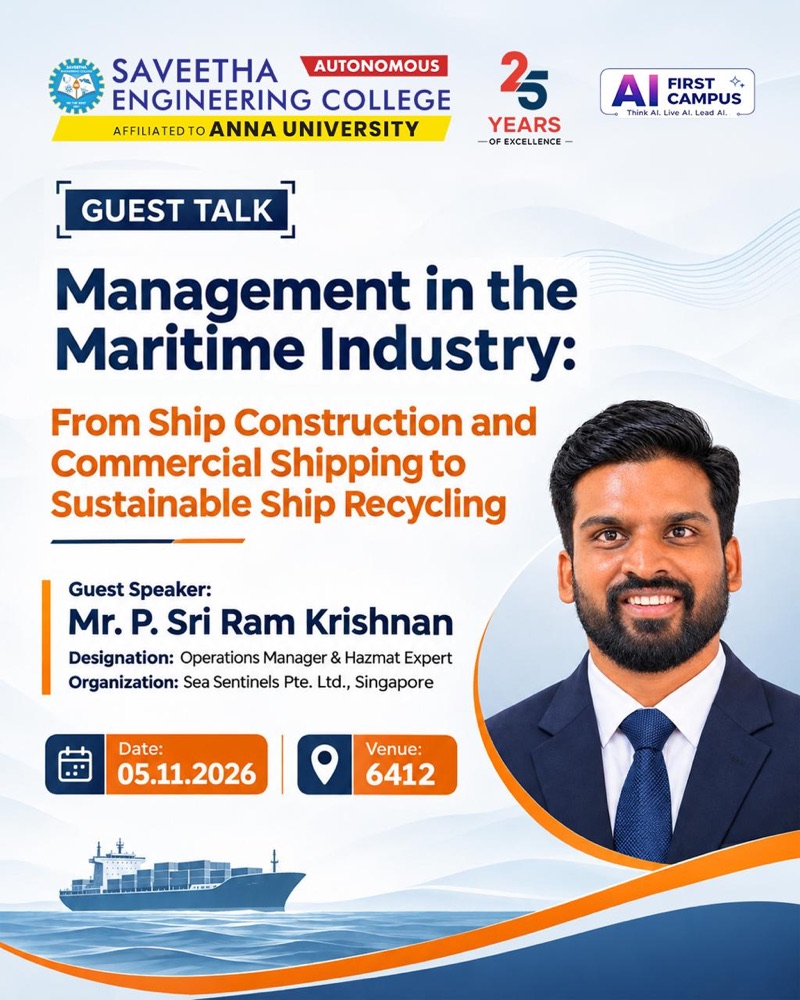 SAVEETHA
AUTONOMOUS
ENGINEERING COLLEGE
AFFILIATED TO ANNA UNIVERSITY
25
YEARS
OF EXCELLENCE
AI FIRST
CAMPUS
Think AI. Live AI. Lead AI.
GUEST TALK
Management in the
Maritime Industry:
From Ship Construction and
Commercial Shipping to
Sustainable Ship Recycling
Guest Speaker:
Mr. P. Sri Ram Krishnan
Designation: Operations Manager & Hazmat Expert
Organization: Sea Sentinels Pte. Ltd., Singapore
Date:
05.11.2026
Venue:
6412